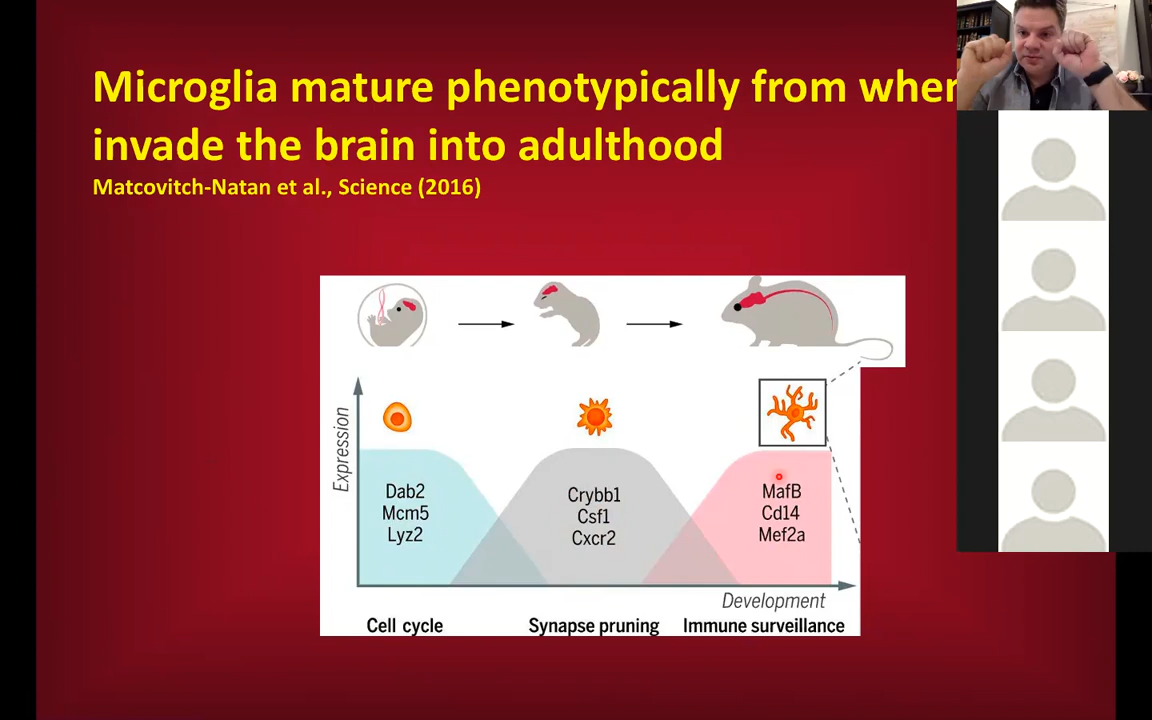 Microglia mature phenotypically from
invade the brain into adulthood
Matcovitch-Natan et al., Science (2016)
Expression
Dab2
Mcm5
Lyz2
Crybb1
Csf1
Cxcr2
MafB
Cd14
Mef2a
Development
Cell cycle
Synapse pruning
Immune surveillance